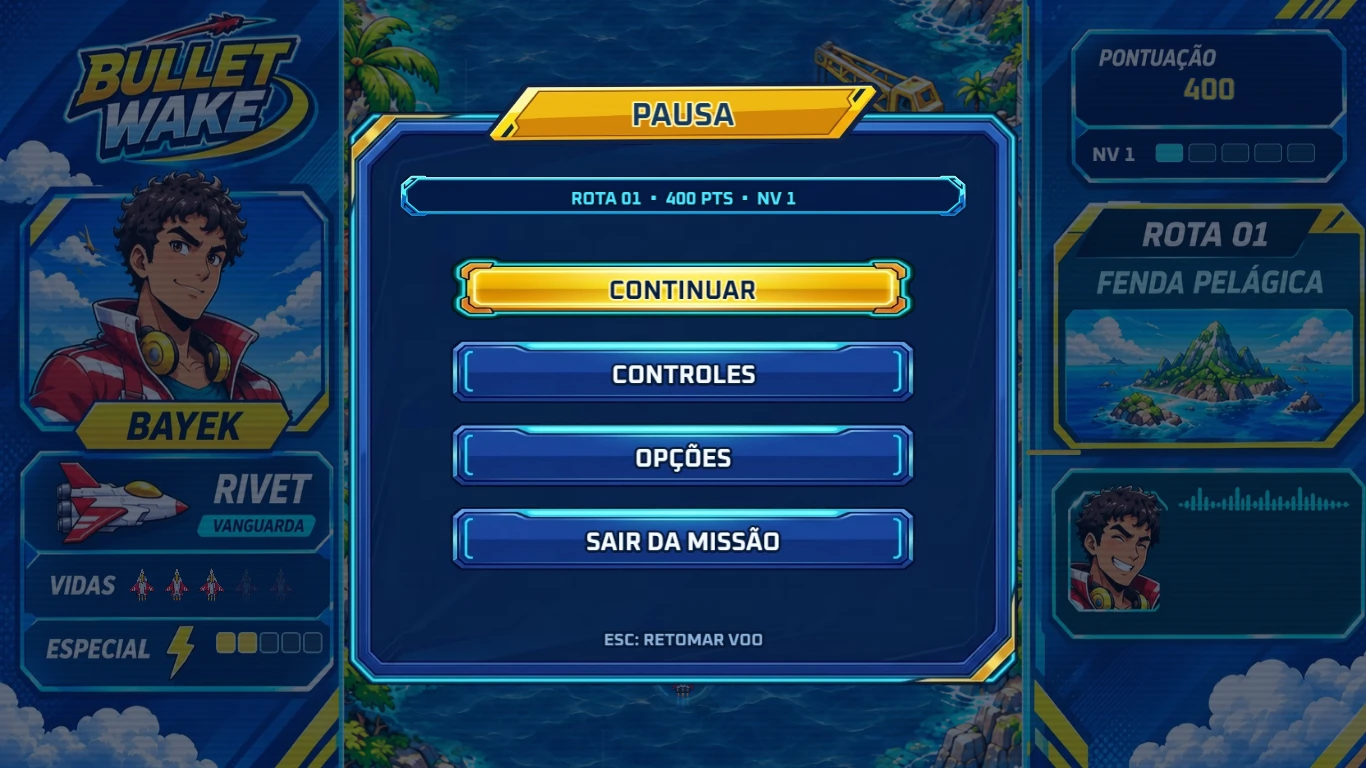 BULLET
WAKE
BAYEK
RIVET
VANGUARDA
VIDAS
ESPECIAL
PAUSA
ROTA 01 • 400 PTS • NV 1
CONTINUAR
CONTROLES
OPÇÕES
SAIR DA MISSÃO
ESC: RETOMAR VOO
PONTUAÇÃO
400
NV 1
ROTA 01
FENDA PELÁGICA